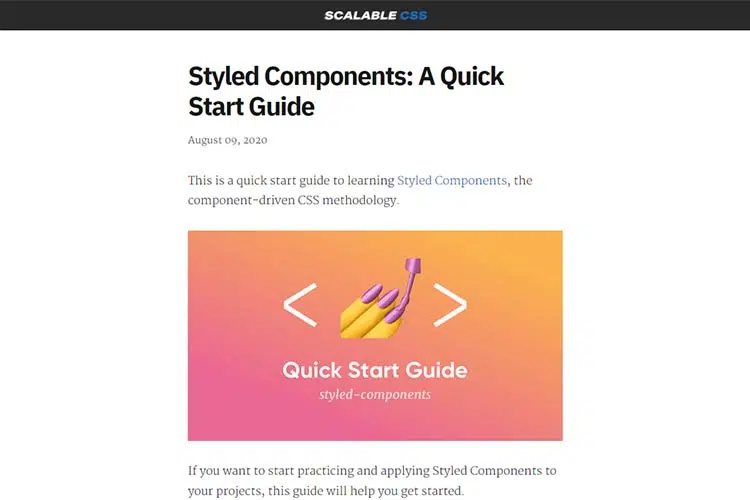 SCALABLE CSS
Styled Components: A Quick
Start Guide
August 09, 2020
This is a quick start guide to learning Styled Components, the
component-driven CSS methodology.
< >
Quick Start Guide
styled-components
If you want to start practicing and applying Styled Components to
your projects, this guide will help you get started.